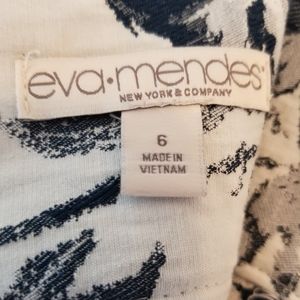 eva·mendes
NEW YORK & COMPANY
6
MADE IN
VIETNAM